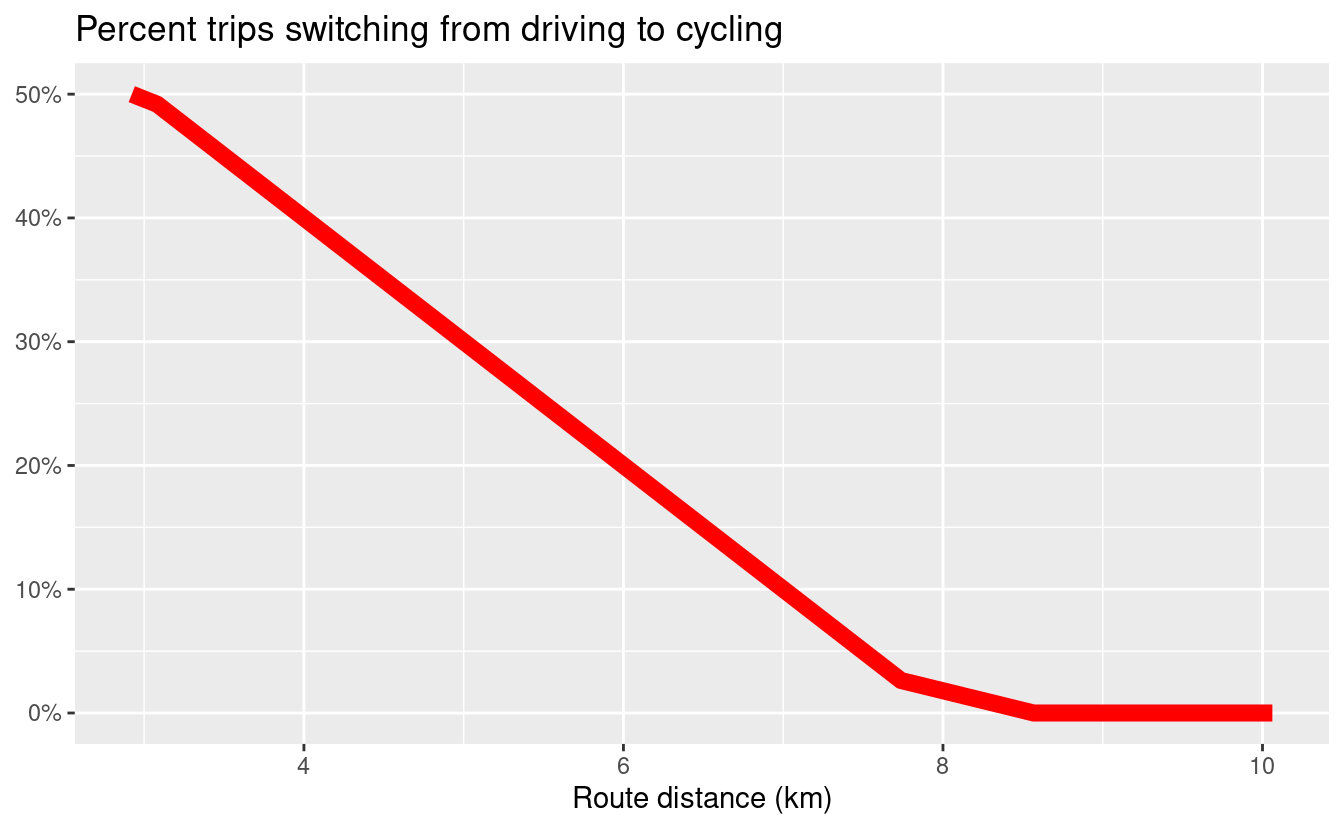 Percent trips switching from driving to cycling
50%
40%
30%
20%
10%
0%
4 6 8 10
Route distance (km)